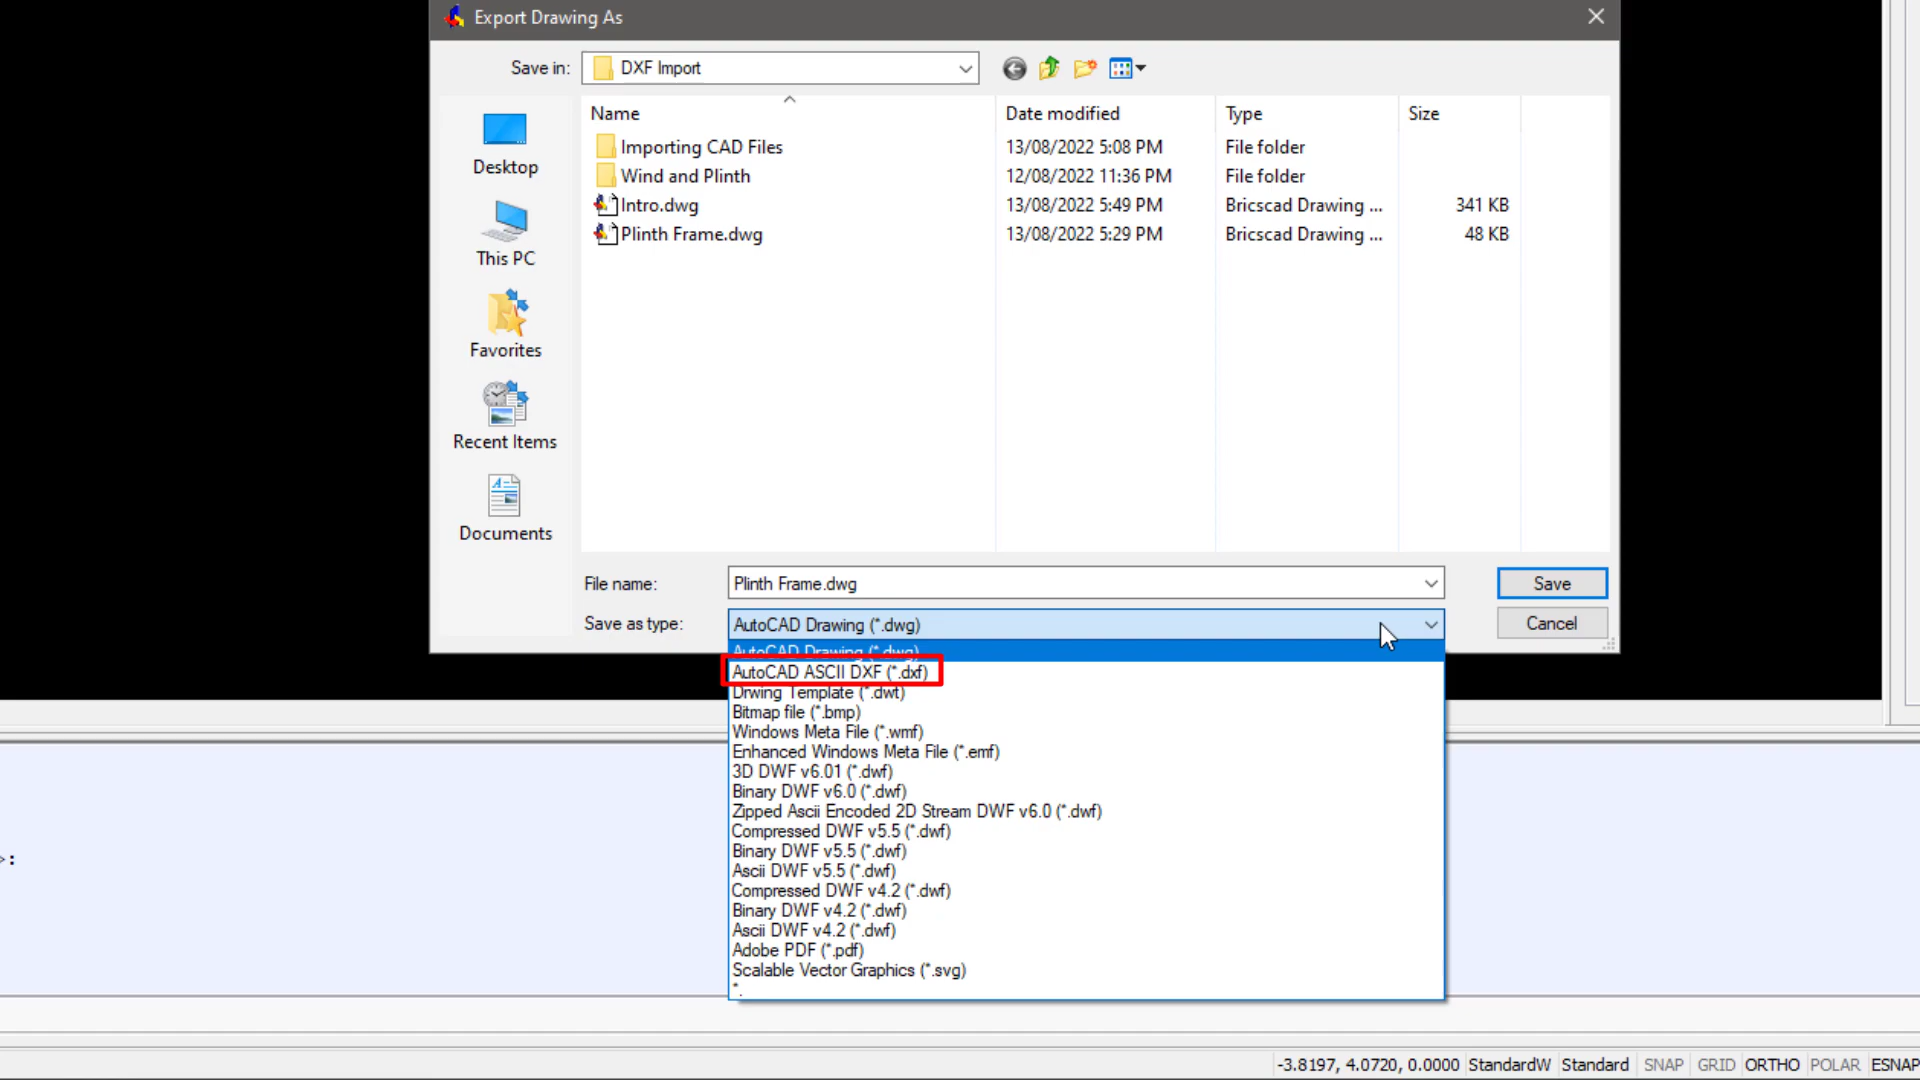 Export Drawing As
Save in: DXF Import
Name Date modified Type Size
Importing CAD Files 13/08/2022 5:08 PM File folder
Wind and Plinth 12/08/2022 11:36 PM File folder
Intro.dwg 13/08/2022 5:49 PM Bricscad Drawing ... 341 KB
Plinth Frame.dwg 13/08/2022 5:29 PM Bricscad Drawing ... 48 KB
Desktop
This PC
Favorites
Recent Items
Documents
File name: Plinth Frame.dwg Save
Save as type: AutoCAD Drawing (*.dwg) Cancel
AutoCAD Drawing (*.dwg)
AutoCAD ASCII DXF (*.dxf)
Drwing Template (*.dwt)
Bitmap file (*.bmp)
Windows Meta File (*.wmf)
Enhanced Windows Meta File (*.emf)
3D DWF v6.01 (*.dwf)
Binary DWF v6.0 (*.dwf)
Zipped Ascii Encoded 2D Stream DWF v6.0 (*.dwf)
Compressed DWF v5.5 (*.dwf)
Binary DWF v5.5 (*.dwf)
Ascii DWF v5.5 (*.dwf)
Compressed DWF v4.2 (*.dwf)
Binary DWF v4.2 (*.dwf)
Ascii DWF v4.2 (*.dwf)
Adobe PDF (*.pdf)
Scalable Vector Graphics (*.svg)
*.
>:
-3.8197, 4.0720, 0.0000 StandardW Standard SNAP GRID ORTHO POLAR ESNAP